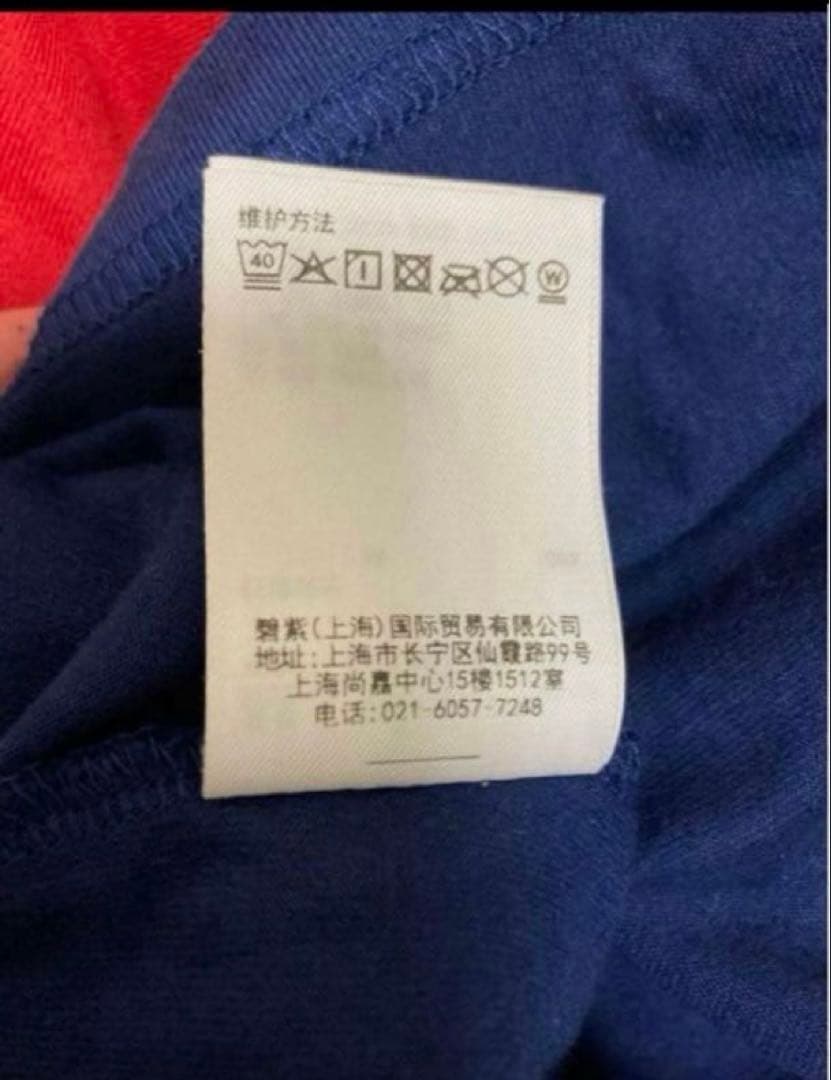 维护方法
40 W
碧紫(上海)国际贸易有限公司
地址:上海市长宁区仙霞路99号
上海尚嘉中心15楼1512室
电话:021-6057-7248